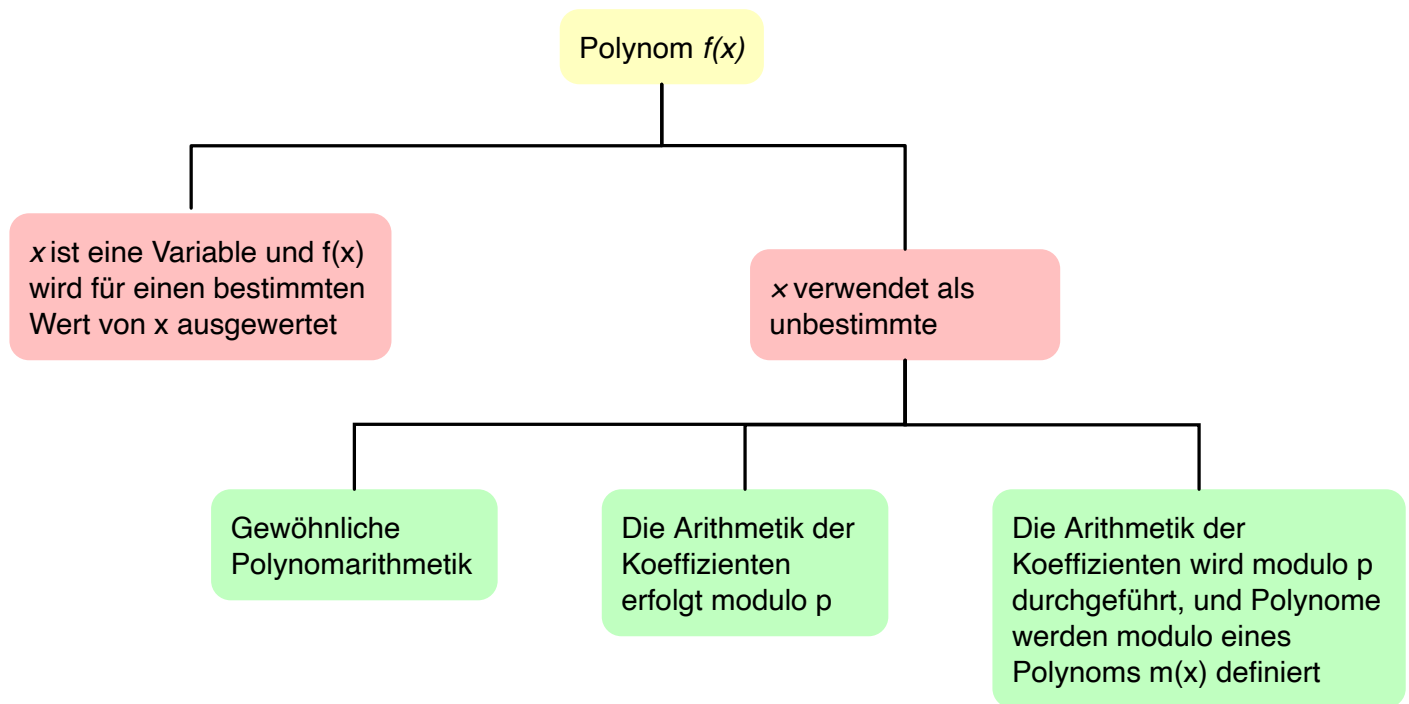 Polynom f(x)
x ist eine Variable und f(x)
wird für einen bestimmten
Wert von x ausgewertet
x verwendet als
unbestimmte
Gewöhnliche
Polynomarithmetik
Die Arithmetik der
Koeffizienten
erfolgt modulo p
Die Arithmetik der
Koeffizienten wird modulo p
durchgeführt, und Polynome
werden modulo eines
Polynoms m(x) definiert